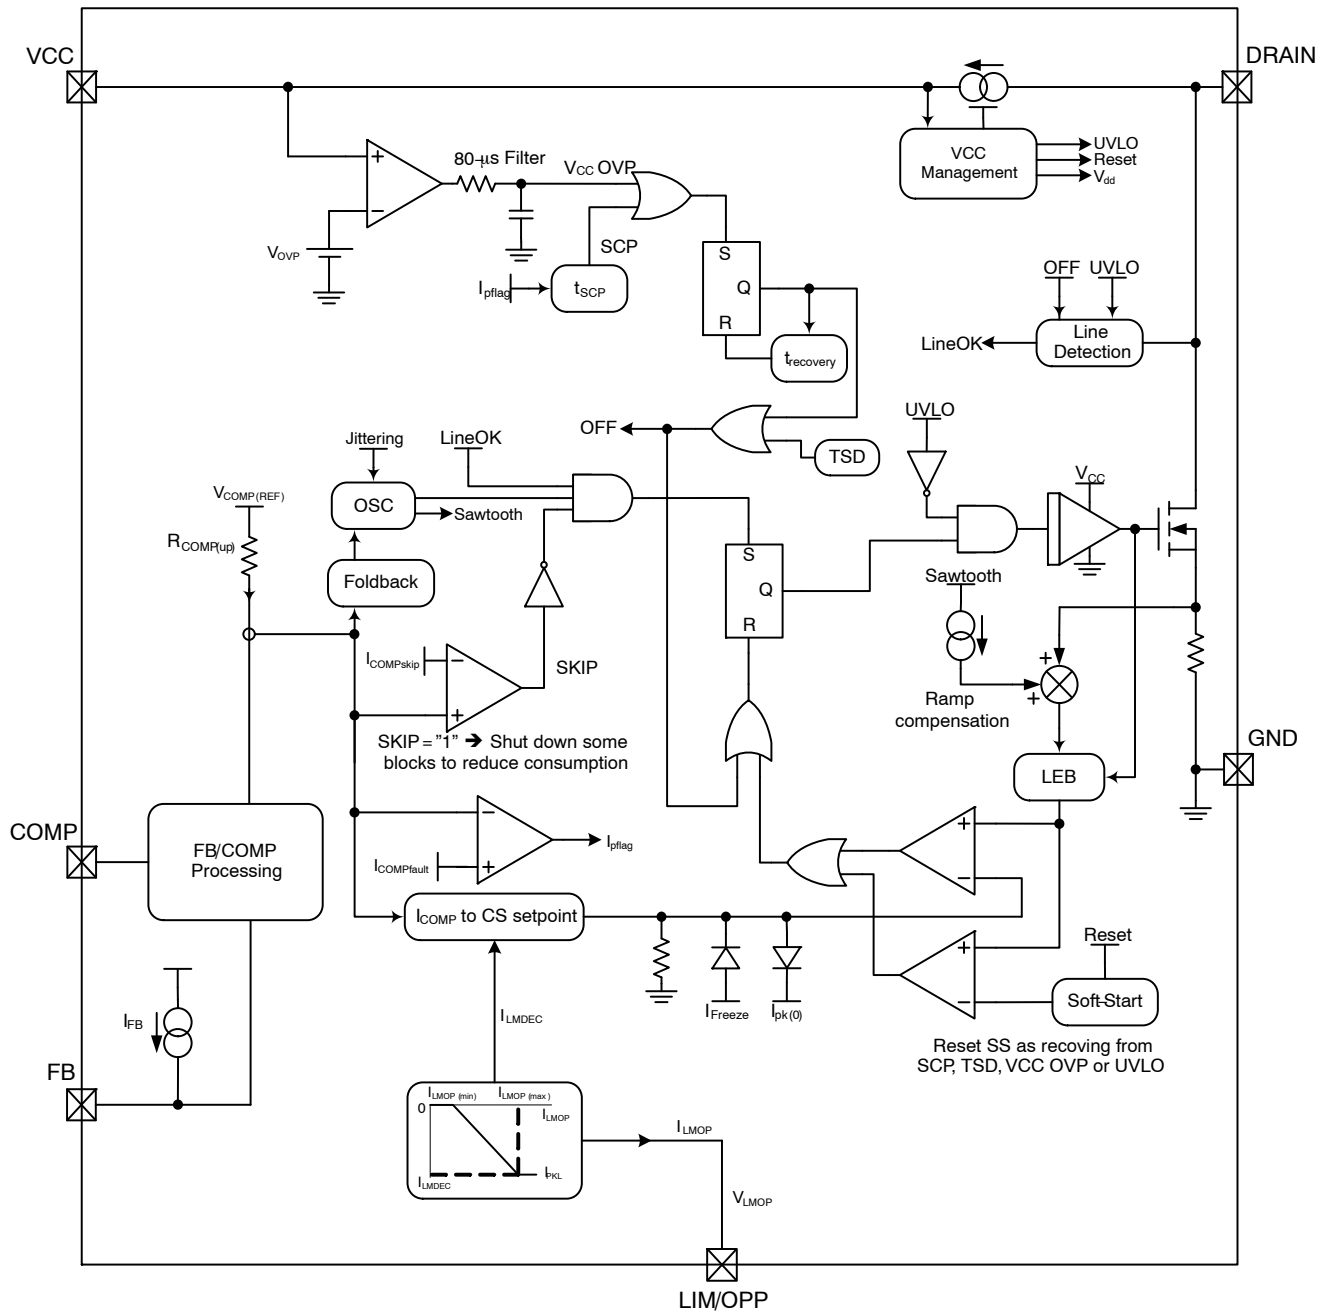 VCC
DRAIN
80-µs Filter
VCC OVP
+
−
VOVP
SCP
Ipflag
tSCP
S
Q
R
trecovery
VCC
Management
UVLO
Reset
Vdd
OFF
UVLO
LineOK
Line
Detection
OFF
TSD
UVLO
Jittering
LineOK
VCOMP(REF)
OSC
Sawtooth
RCOMP(up)
Foldback
VCC
S
Q
R
Sawtooth
ICOMPskip
−
+
SKIP
+
+
Ramp
compensation
SKIP = ”1” ➔ Shut down some
blocks to reduce consumption
GND
LEB
COMP
FB/COMP
Processing
−
+
Ipflag
ICOMPfault
+
−
ICOMP to CS setpoint
+
−
Reset
Soft-Start
IFreeze
Ipk(0)
ILMDEC
IFB
Reset SS as recoving from
SCP, TSD, VCC OVP or UVLO
FB
ILMOP(min)
ILMOP(max)
0
ILMOP
IPKL
ILMDEC
ILMOP
VLMOP
LIM/OPP